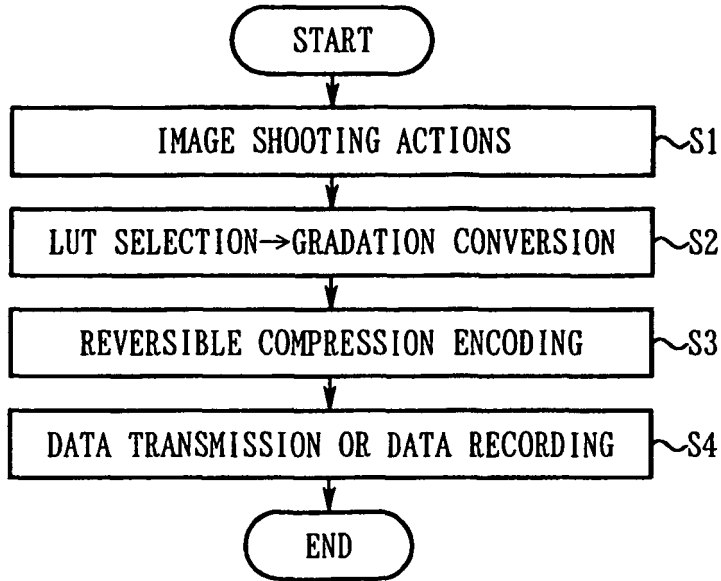 START
IMAGE SHOOTING ACTIONS
S1
LUT SELECTION→GRADATION CONVERSION
S2
REVERSIBLE COMPRESSION ENCODING
S3
DATA TRANSMISSION OR DATA RECORDING
S4
END